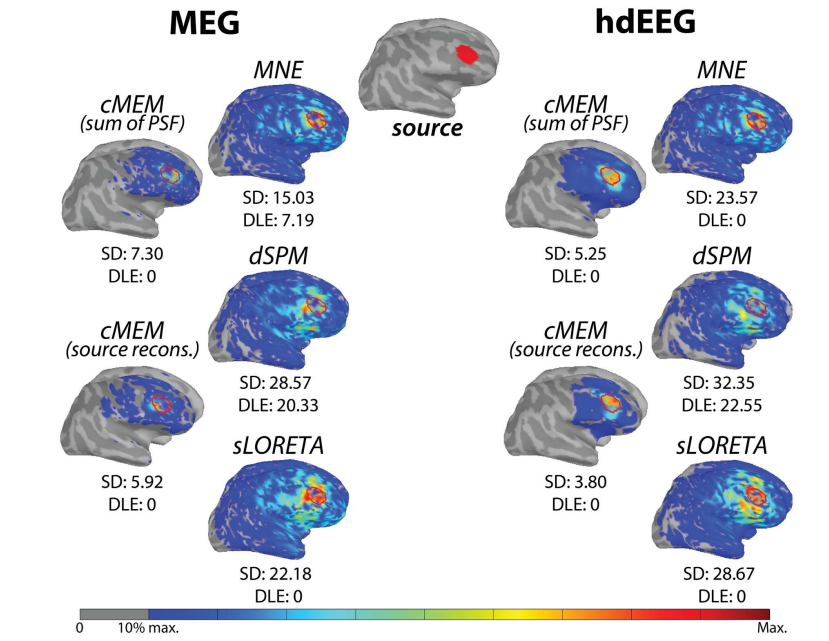 MEG
hdEEG
MNE
cMEM
(sum of PSF)
SD: 15.03
DLE: 7.19
SD: 7.30
DLE: 0
dSPM
cMEM
(source recons.)
SD: 28.57
DLE: 20.33
SD: 5.92
DLE: 0
sLORETA
SD: 22.18
DLE: 0
source
MNE
cMEM
(sum of PSF)
SD: 23.57
DLE: 0
SD: 5.25
DLE: 0
dSPM
cMEM
(source recons.)
SD: 32.35
DLE: 22.55
SD: 3.80
DLE: 0
sLORETA
SD: 28.67
DLE: 0
0 10% max. Max.